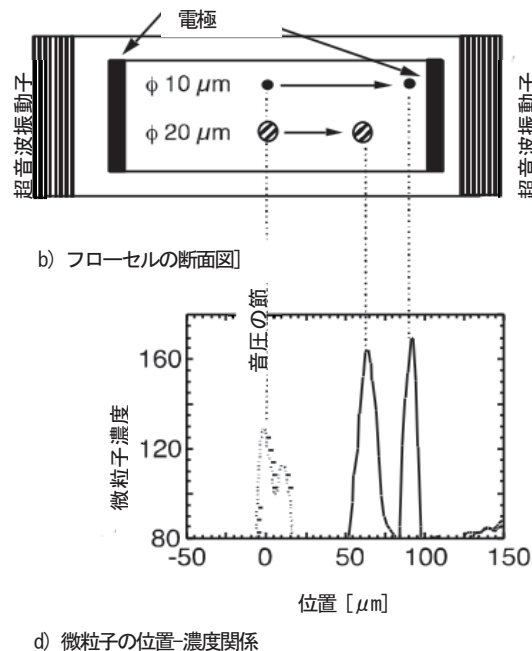 電極
超音波振動子
φ 10 μm
φ 20 μm
超音波振動子
b) フローセルの断面図]
音圧の節
微粒子濃度
160
120
80
-50
0
50
100
150
位置 [μm]
d) 微粒子の位置-濃度関係